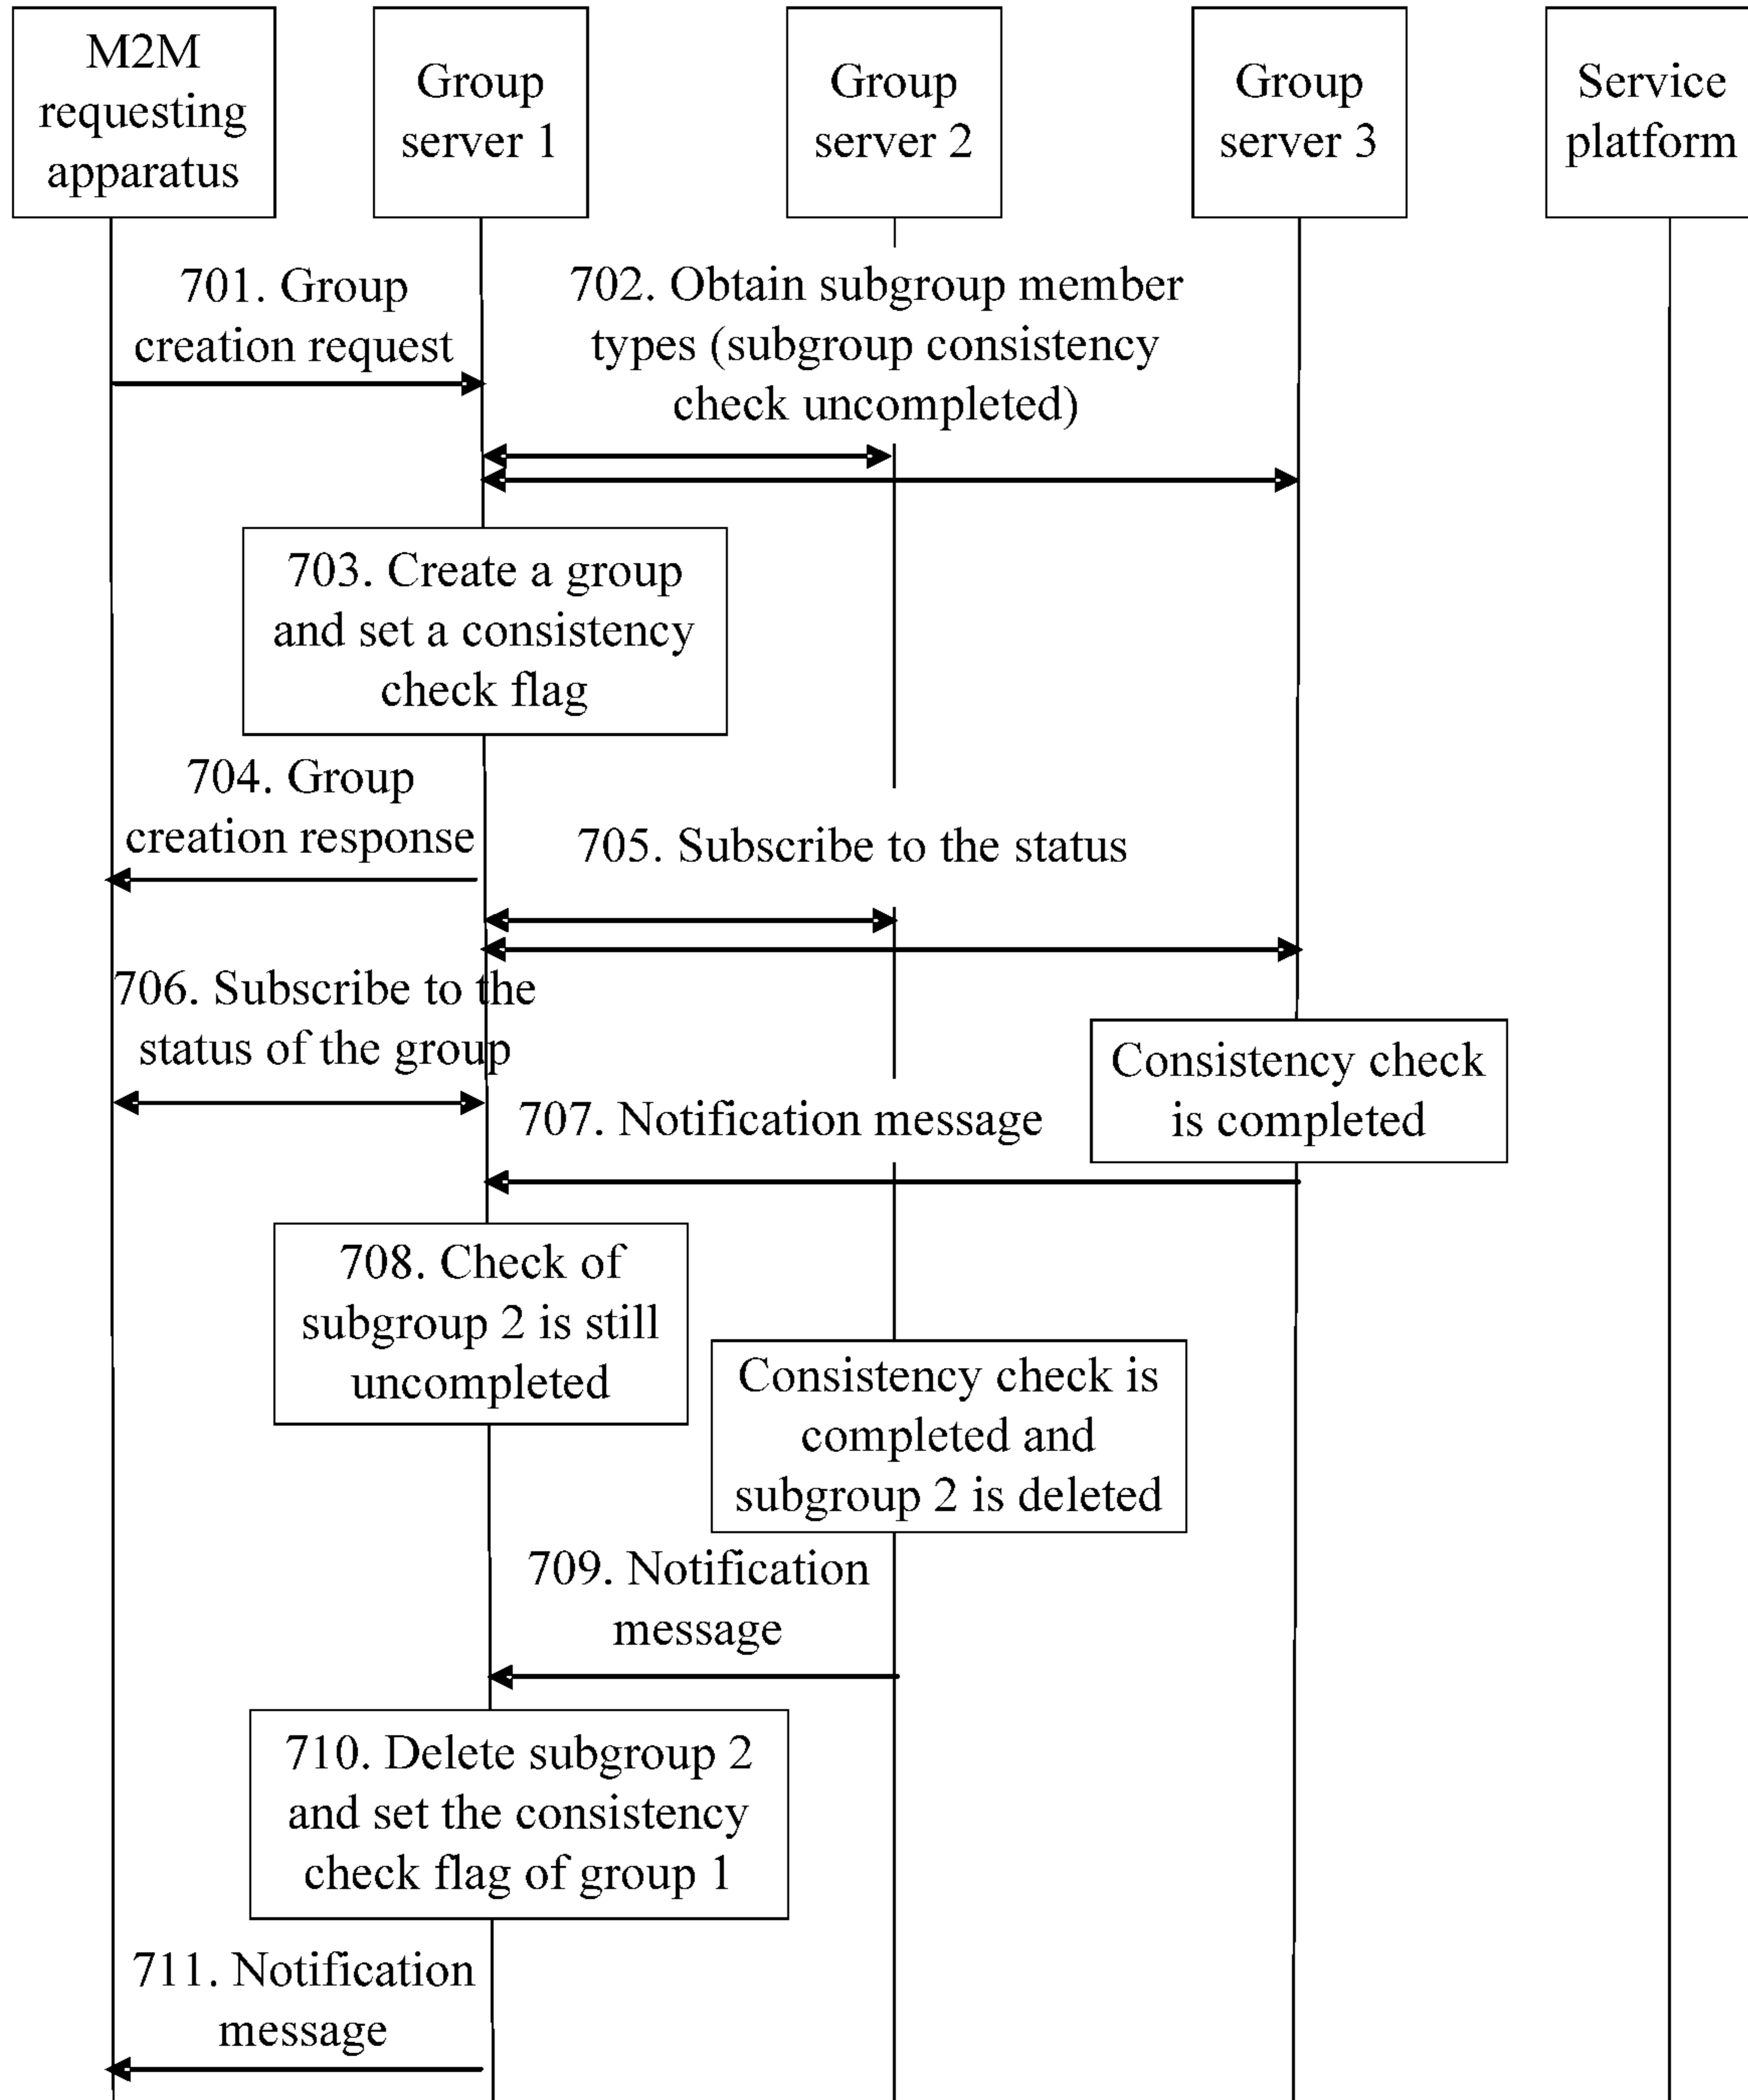 M2M
requesting
apparatus
Group
server 1
Group
server 2
Group
server 3
Service
platform
701. Group
creation request
702. Obtain subgroup member
types (subgroup consistency
check uncompleted)
703. Create a group
and set a consistency
check flag
704. Group
creation response
705. Subscribe to the status
706. Subscribe to the
status of the group
Consistency check
is completed
707. Notification message
708. Check of
subgroup 2 is still
uncompleted
Consistency check is
completed and
subgroup 2 is deleted
709. Notification
message
710. Delete subgroup 2
and set the consistency
check flag of group 1
711. Notification
message